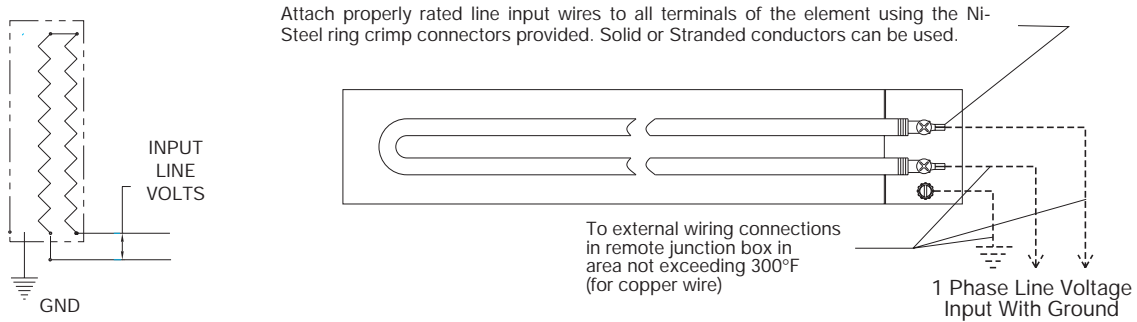 Attach properly rated line input wires to all terminals of the element using the Ni-
Steel ring crimp connectors provided. Solid or Stranded conductors can be used.
INPUT
LINE
VOLTS
GND
To external wiring connections
in remote junction box in
area not exceeding 300°F
(for copper wire)
1 Phase Line Voltage
Input With Ground